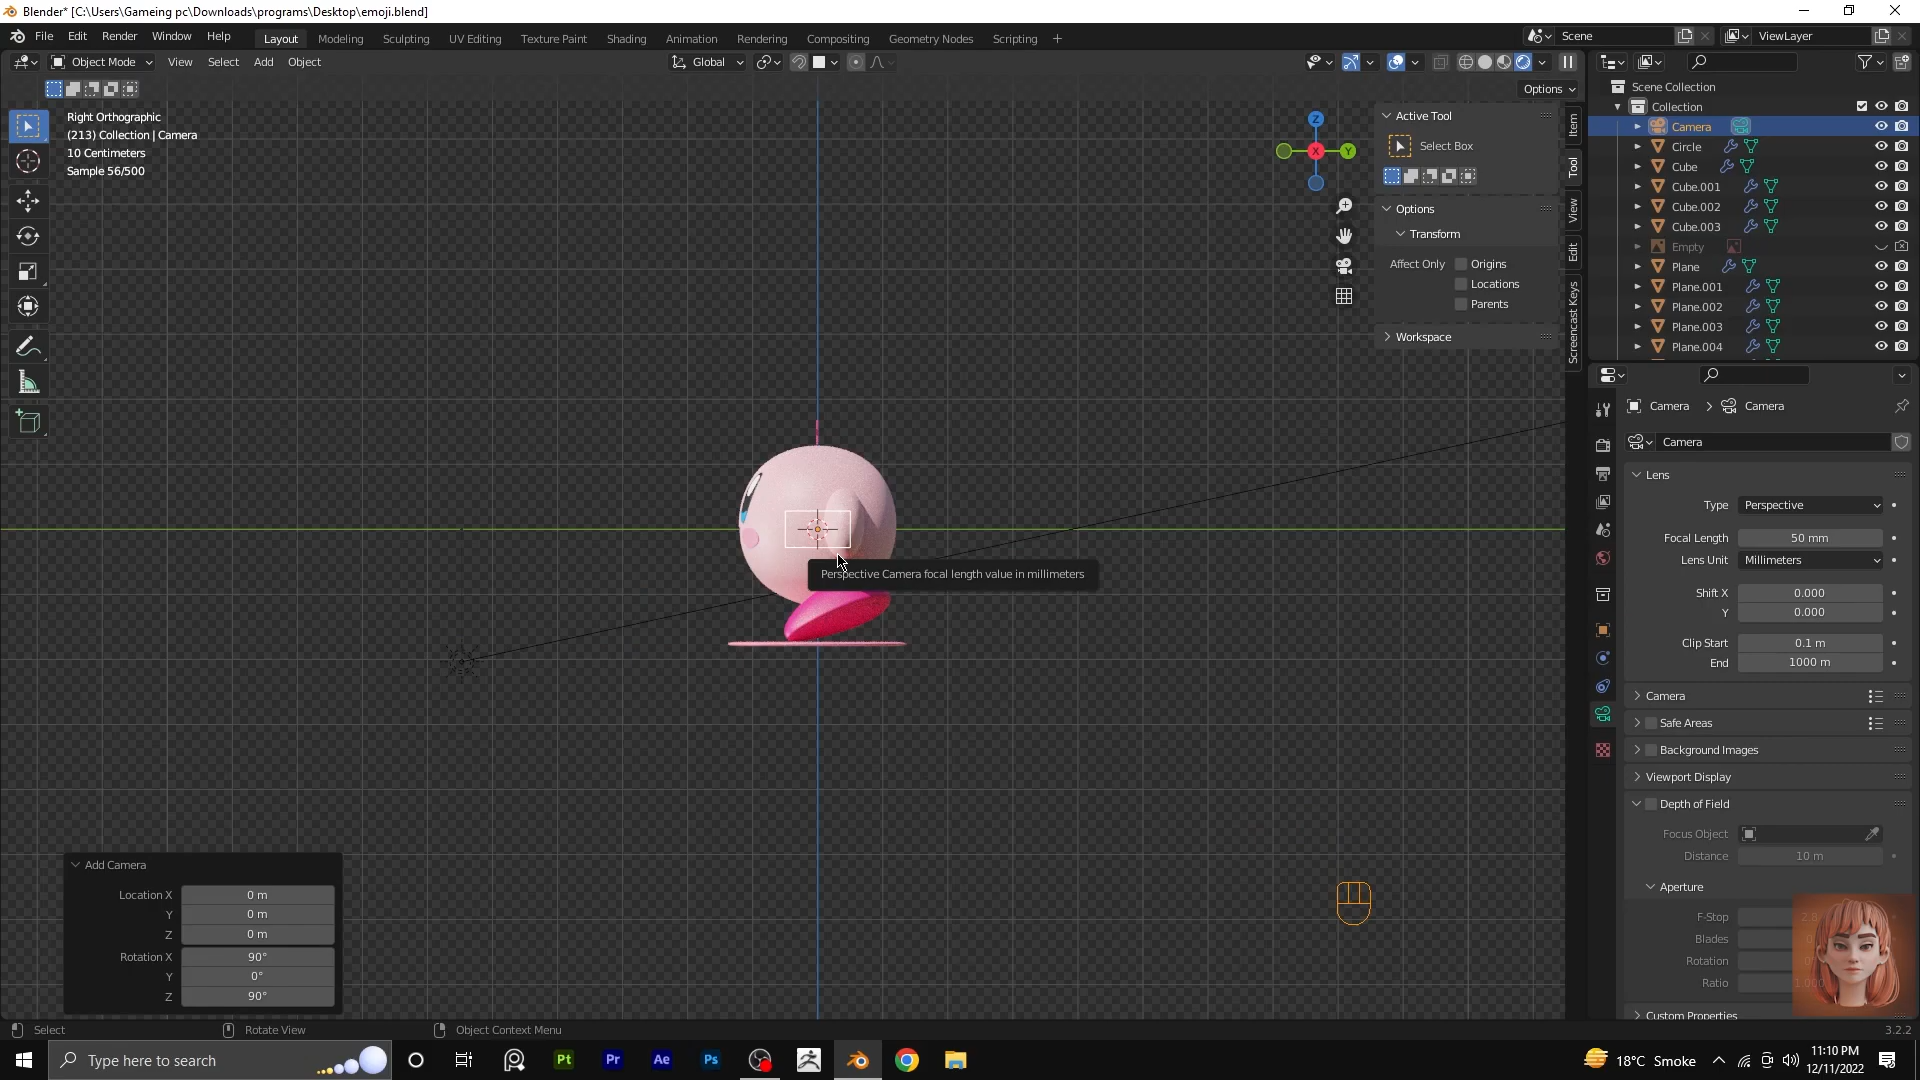 Blender* [C:\Users\Gameing pc\Downloads\programs\Desktop\emoji.blend]
File Edit Render Window Help
Layout Modeling Sculpting UV Editing Texture Paint Shading Animation Rendering Compositing Geometry Nodes Scripting +
Scene
ViewLayer
Object Mode View Select Add Object
Global
Options
Right Orthographic
(213) Collection | Camera
10 Centimeters
Sample 56/500
Z
X
Y
Active Tool
Select Box
Options
Transform
Affect Only Origins
Locations
Parents
Workspace
Item
Tool
View
Edit
Screencast Keys
Scene Collection
Collection
Camera
Circle
Cube
Cube.001
Cube.002
Cube.003
Empty
Plane
Plane.001
Plane.002
Plane.003
Plane.004
Camera > Camera
Camera
Lens
Type Perspective
Focal Length 50 mm
Lens Unit Millimeters
Shift X 0.000
Y 0.000
Clip Start 0.1 m
End 1000 m
Camera
Safe Areas
Background Images
Viewport Display
Depth of Field
Focus Object
Distance 10 m
Aperture
F-Stop 2.8
Blades
Rotation
Ratio
Custom Properties
Perspective Camera focal length value in millimeters
Add Camera
Location X 0 m
Y 0 m
Z 0 m
Rotation X 90°
Y 0°
Z 90°
Select Rotate View Object Context Menu
3.2.2
Type here to search
Pt Pr Ae Ps
18°C Smoke
11:10 PM
12/11/2022